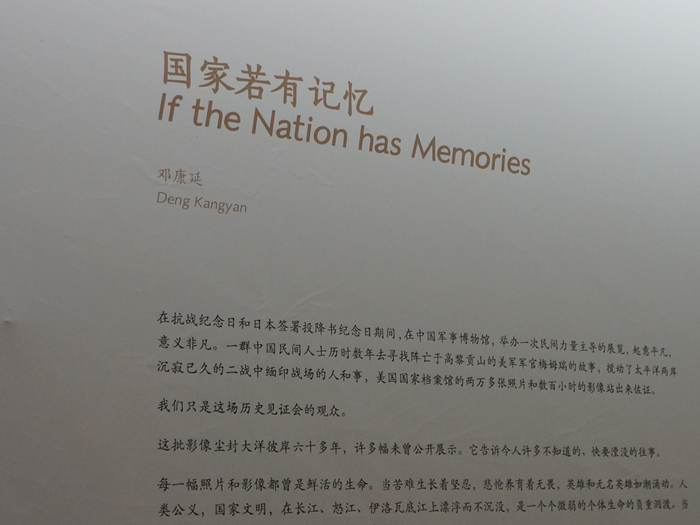 国家若有记忆
If the Nation has Memories
邓康延
Deng Kangyan
在抗战纪念日和日本签署投降书纪念日期间,在中国军事博物馆,举办一次民间力量主导的展览,起意平凡,
意义非凡。一群中国民间人士历时数年去寻找阵亡于高黎贡山的美军军官梅姆瑞的故事,拨动了太平洋两岸
沉寂已久的二战中缅印战场的人和事,美国国家档案馆的两万多张照片和数百小时的影像站出来佐证。
我们只是这场历史见证会的观众。
这批影像尘封大洋彼岸六十多年,许多幅未曾公开展示。它告诉今人许多不知道的、快要湮没的往事。
每一幅照片和影像都曾是鲜活的生命。当苦难生长着坚忍,悲怆养育着无畏,英雄和无名英雄如潮涌动。人
类公义,国家文明,在长江、怒江、伊洛瓦底江上漂浮而不沉没,是一个个微弱的个体生命的负重泅渡。当